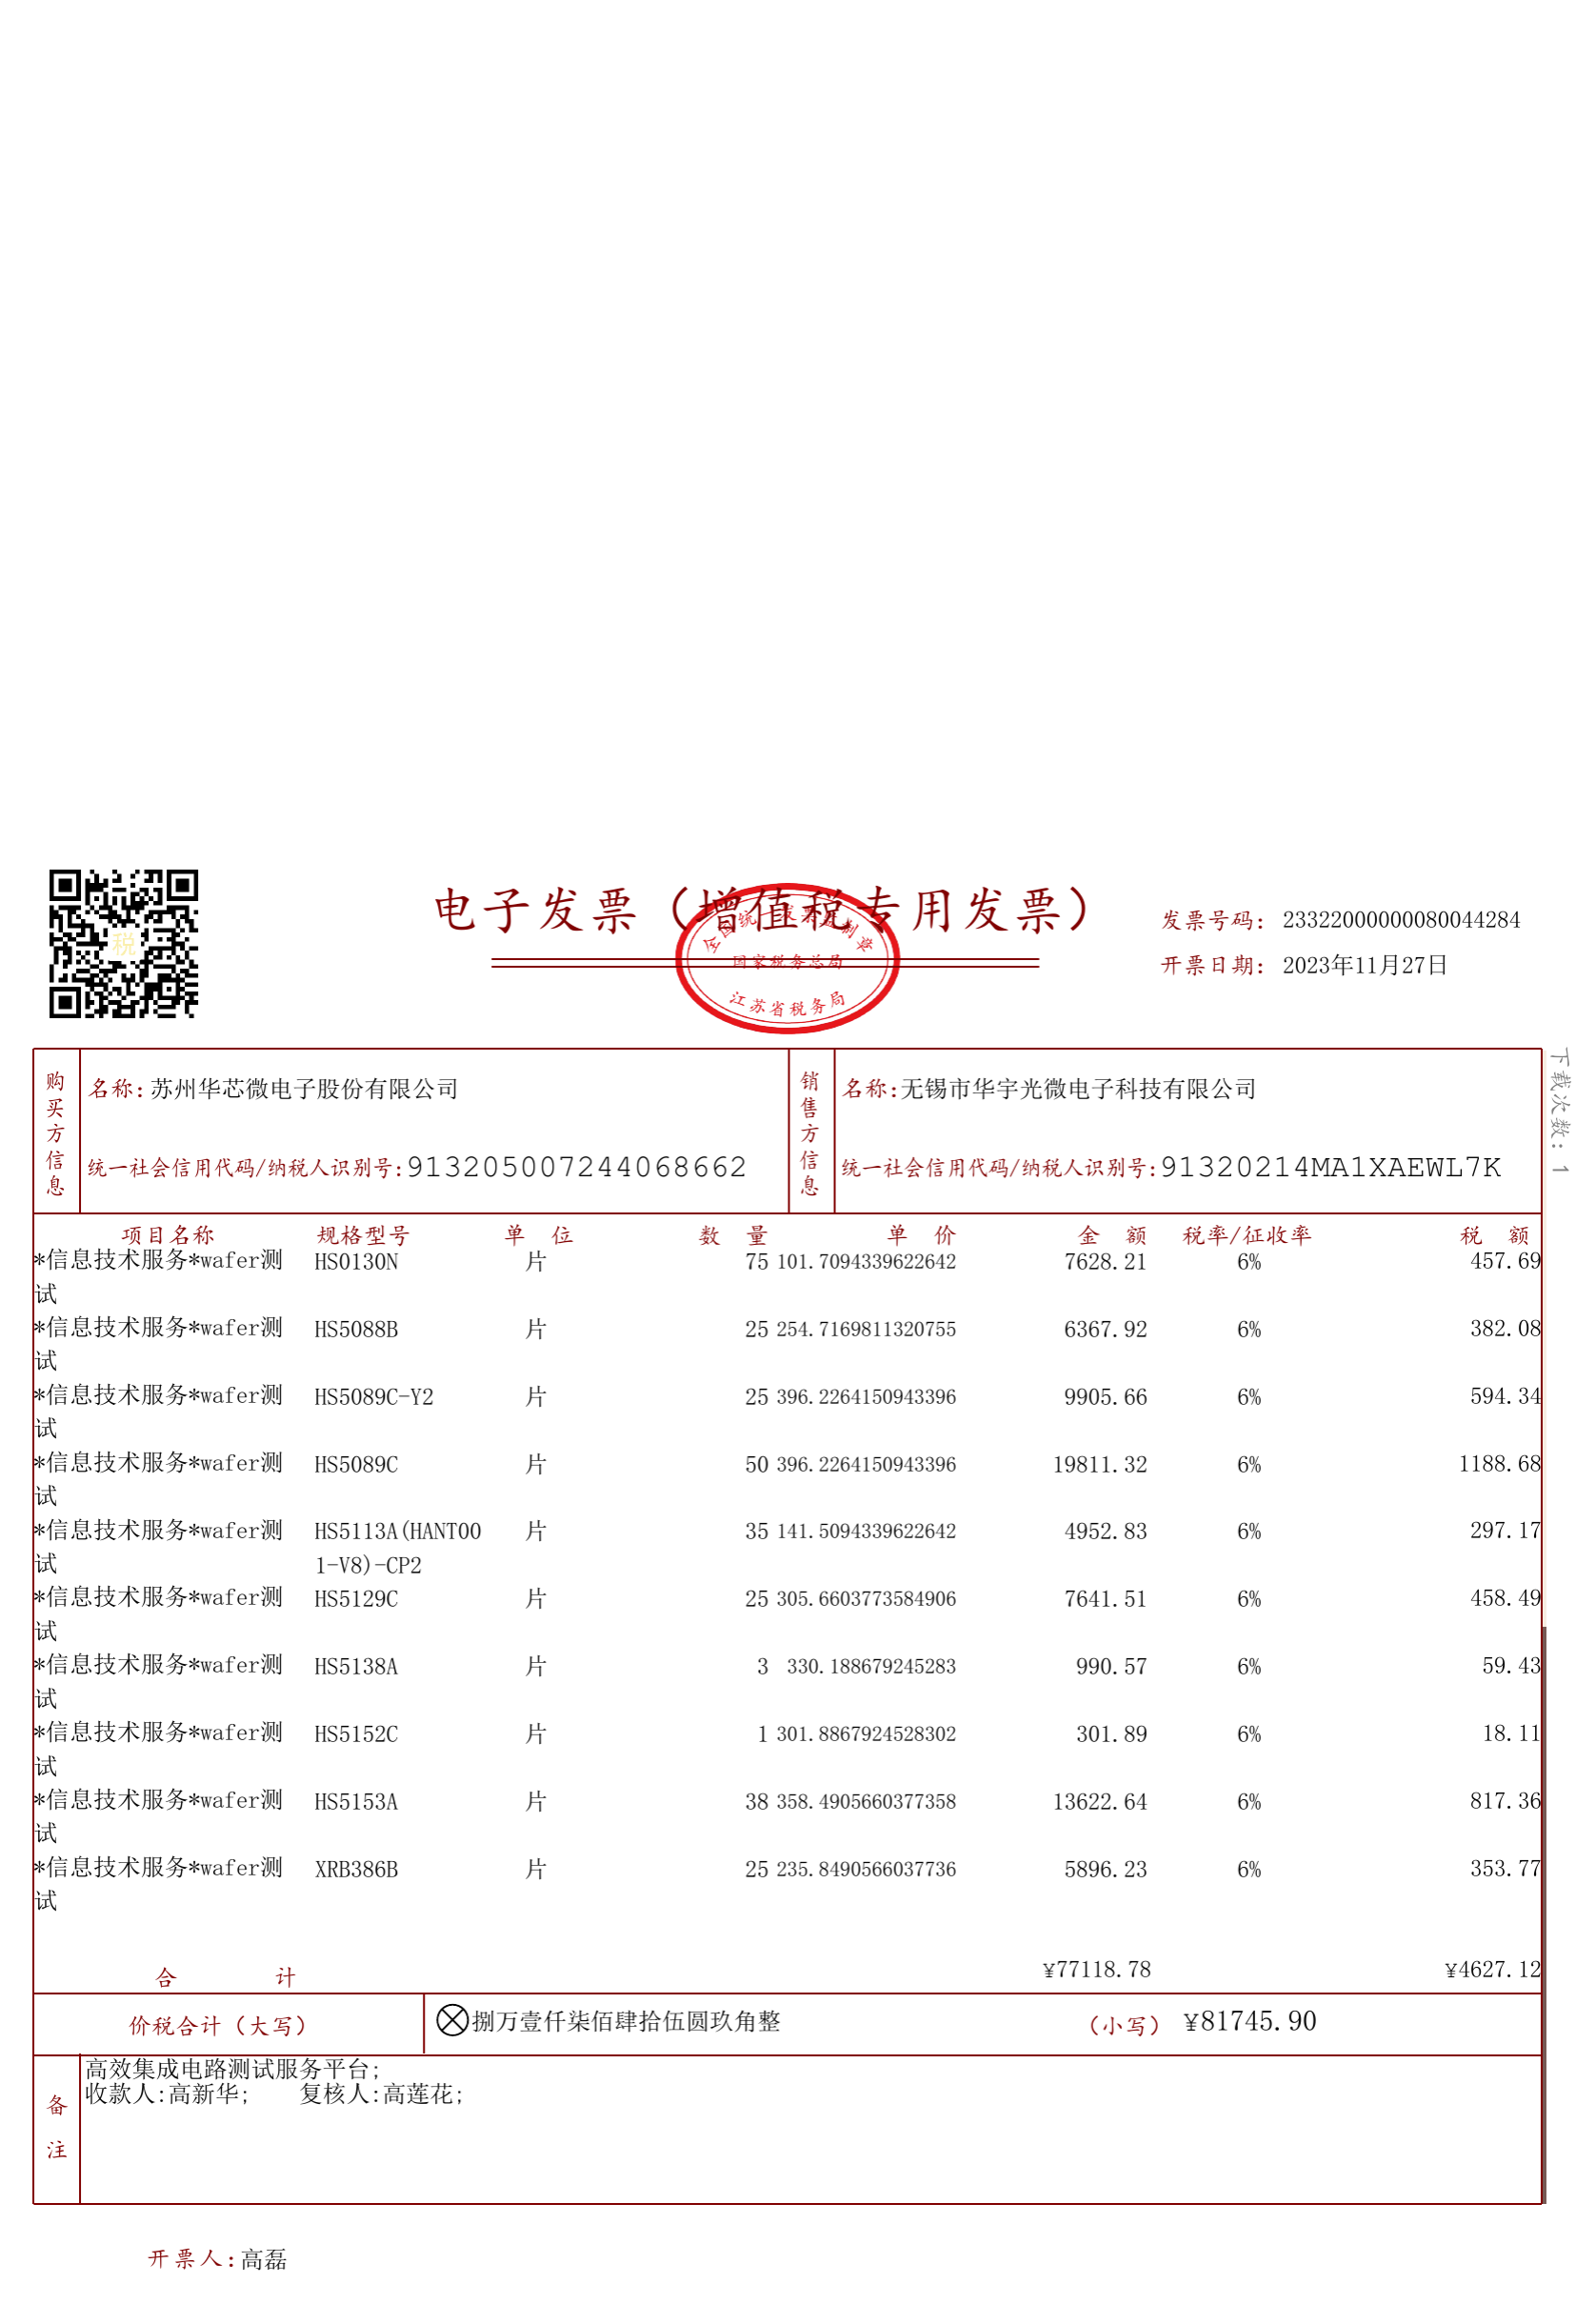 电子发票（增值税专用发票）
全国统一发票监制章
国家税务总局
江苏省税务局
税
发票号码： 23322000000080044284
开票日期： 2023年11月27日
下载次数：1
购买方信息
名称：苏州华芯微电子股份有限公司
统一社会信用代码/纳税人识别号：913205007244068662
销售方信息
名称：无锡市华宇光微电子科技有限公司
统一社会信用代码/纳税人识别号：91320214MA1XAEWL7K
项目名称 规格型号 单 位 数 量 单 价 金 额 税率/征收率 税 额
*信息技术服务*wafer测 HS0130N 片 75 101.7094339622642 7628.21 6% 457.69
试
*信息技术服务*wafer测 HS5088B 片 25 254.7169811320755 6367.92 6% 382.08
试
*信息技术服务*wafer测 HS5089C-Y2 片 25 396.2264150943396 9905.66 6% 594.34
试
*信息技术服务*wafer测 HS5089C 片 50 396.2264150943396 19811.32 6% 1188.68
试
*信息技术服务*wafer测 HS5113A(HANT00 片 35 141.5094339622642 4952.83 6% 297.17
试 1-V8)-CP2
*信息技术服务*wafer测 HS5129C 片 25 305.6603773584906 7641.51 6% 458.49
试
*信息技术服务*wafer测 HS5138A 片 3 330.188679245283 990.57 6% 59.43
试
*信息技术服务*wafer测 HS5152C 片 1 301.8867924528302 301.89 6% 18.11
试
*信息技术服务*wafer测 HS5153A 片 38 358.4905660377358 13622.64 6% 817.36
试
*信息技术服务*wafer测 XRB386B 片 25 235.8490566037736 5896.23 6% 353.77
试
合 计 ¥77118.78 ¥4627.12
价税合计（大写） 捌万壹仟柒佰肆拾伍圆玖角整 （小写） ¥81745.90
备注
高效集成电路测试服务平台;
收款人:高新华; 复核人:高莲花;
开票人：高磊